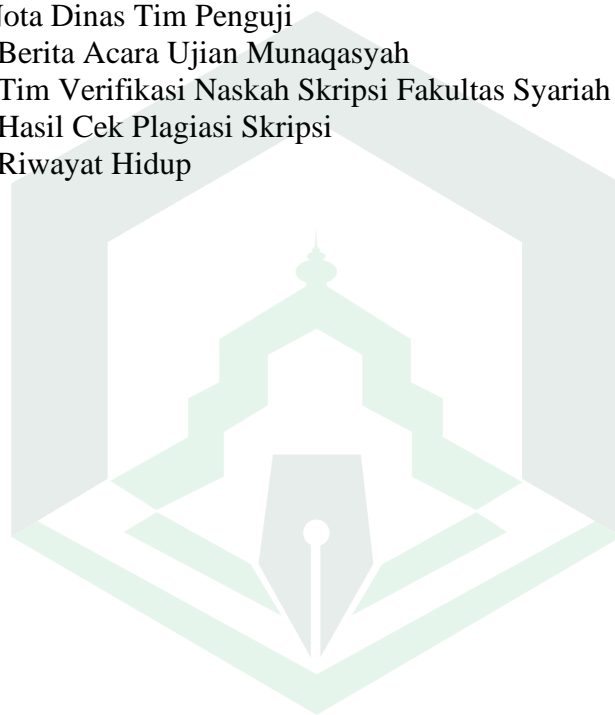 Nota Dinas Tim Penguji
Berita Acara Ujian Munaqasyah
Tim Verifikasi Naskah Skripsi Fakultas Syariah
Hasil Cek Plagiasi Skripsi
Riwayat Hidup